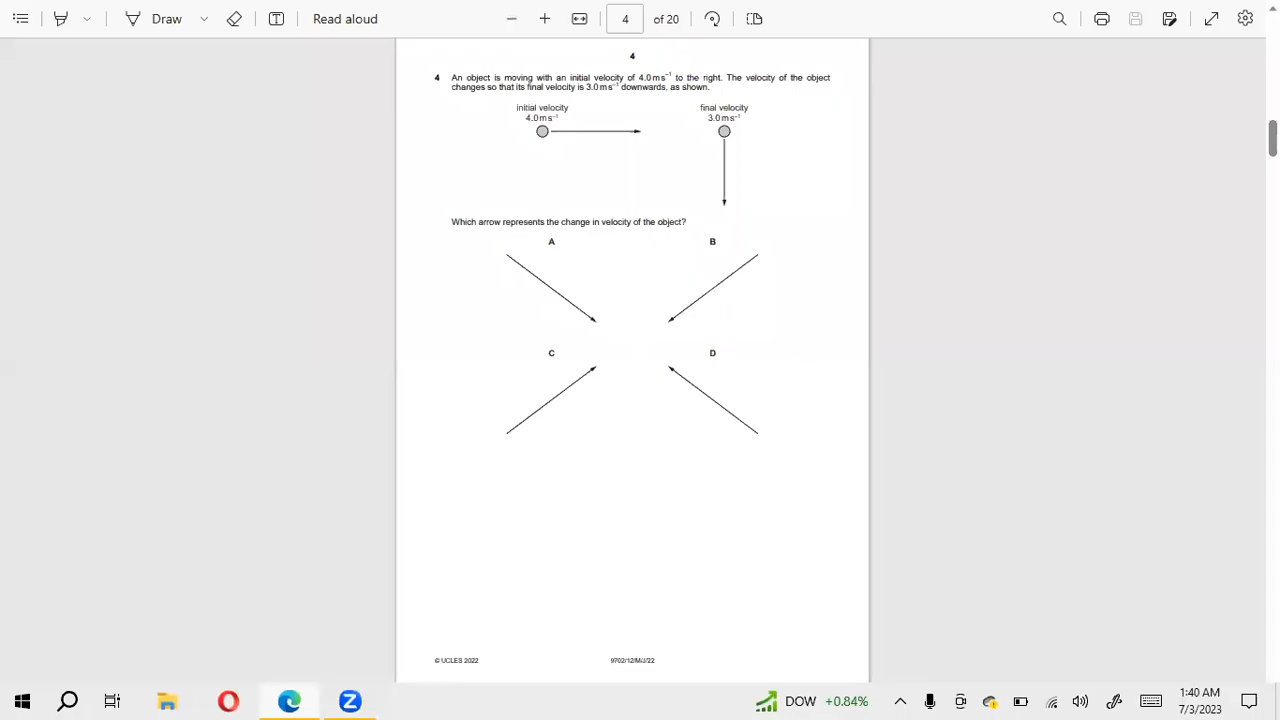 Draw
Read aloud
4
of 20
4
4 An object is moving with an initial velocity of 4.0 m s⁻¹ to the right. The velocity of the object
changes so that its final velocity is 3.0 m s⁻¹ downwards, as shown.
initial velocity
4.0 m s⁻¹
final velocity
3.0 m s⁻¹
Which arrow represents the change in velocity of the object?
A
B
C
D
© UCLES 2022
9702/12/M/J/22
DOW +0.84%
1:40 AM
7/3/2023